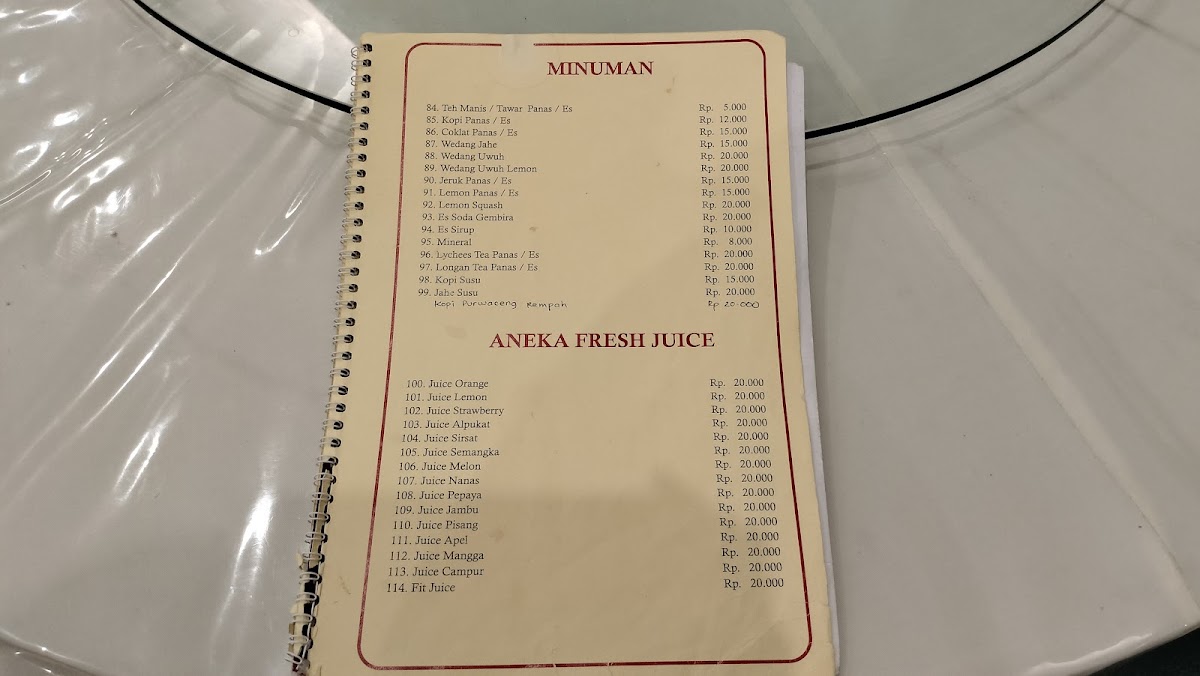 MINUMAN
84. Teh Manis / Tawar Panas / Es Rp. 5.000
85. Kopi Panas / Es Rp. 12.000
86. Coklat Panas / Es Rp. 15.000
87. Wedang Jahe Rp. 15.000
88. Wedang Uwuh Rp. 20.000
89. Wedang Uwuh Lemon Rp. 20.000
90. Jeruk Panas / Es Rp. 15.000
91. Lemon Panas / Es Rp. 15.000
92. Lemon Squash Rp. 20.000
93. Es Soda Gembira Rp. 20.000
94. Es Sirup Rp. 10.000
95. Mineral Rp. 8.000
96. Lychees Tea Panas / Es Rp. 20.000
97. Longan Tea Panas / Es Rp. 20.000
98. Kopi Susu Rp. 15.000
99. Jahe Susu Rp. 20.000
Kopi Purwaceng Rempah Rp 20.000
ANEKA FRESH JUICE
100. Juice Orange Rp. 20.000
101. Juice Lemon Rp. 20.000
102. Juice Strawberry Rp. 20.000
103. Juice Alpukat Rp. 20.000
104. Juice Sirsat Rp. 20.000
105. Juice Semangka Rp. 20.000
106. Juice Melon Rp. 20.000
107. Juice Nanas Rp. 20.000
108. Juice Pepaya Rp. 20.000
109. Juice Jambu Rp. 20.000
110. Juice Pisang Rp. 20.000
111. Juice Apel Rp. 20.000
112. Juice Mangga Rp. 20.000
113. Juice Campur Rp. 20.000
114. Fit Juice Rp. 20.000